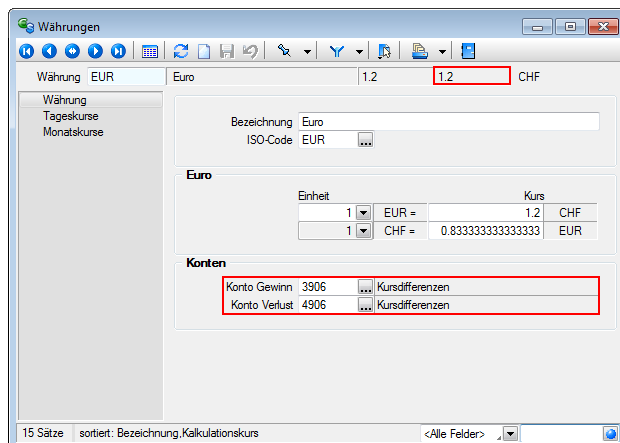 Währungen
Währung EUR Euro 1.2 1.2 CHF
Währung
Tageskurse
Monatskurse
Bezeichnung Euro
ISO-Code EUR ...
Euro
Einheit Kurs
1 EUR = 1.2 CHF
1 CHF = 0.833333333333333 EUR
Konten
Konto Gewinn 3906 ... Kursdifferenzen
Konto Verlust 4906 ... Kursdifferenzen
15 Sätze sortiert: Bezeichnung,Kalkulationskurs <Alle Felder>